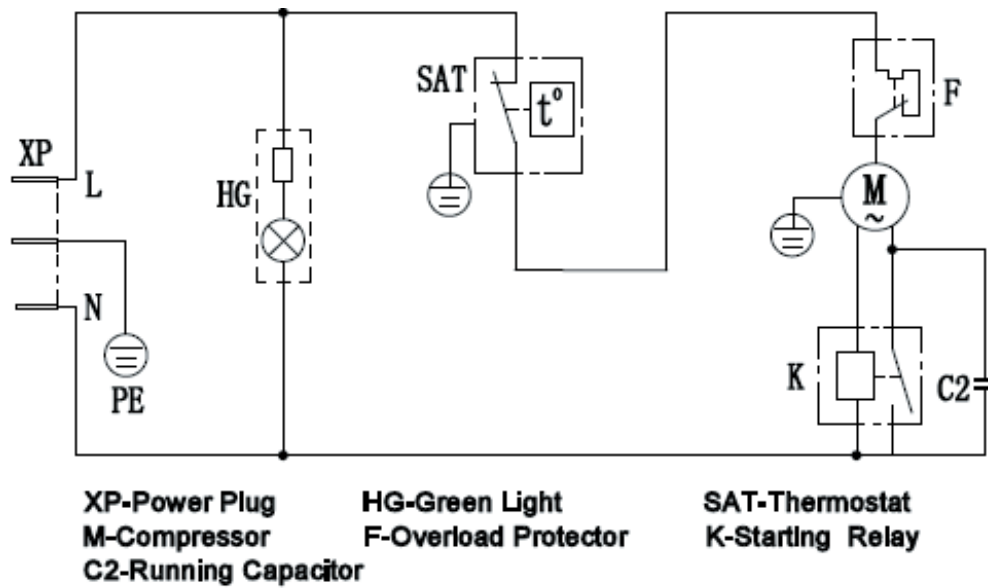 SAT
t°
F
XP
L
HG
M
~
N
PE
K
C2
XP-Power Plug HG-Green Light SAT-Thermostat
M-Compressor F-Overload Protector K-Starting Relay
C2-Running Capacitor